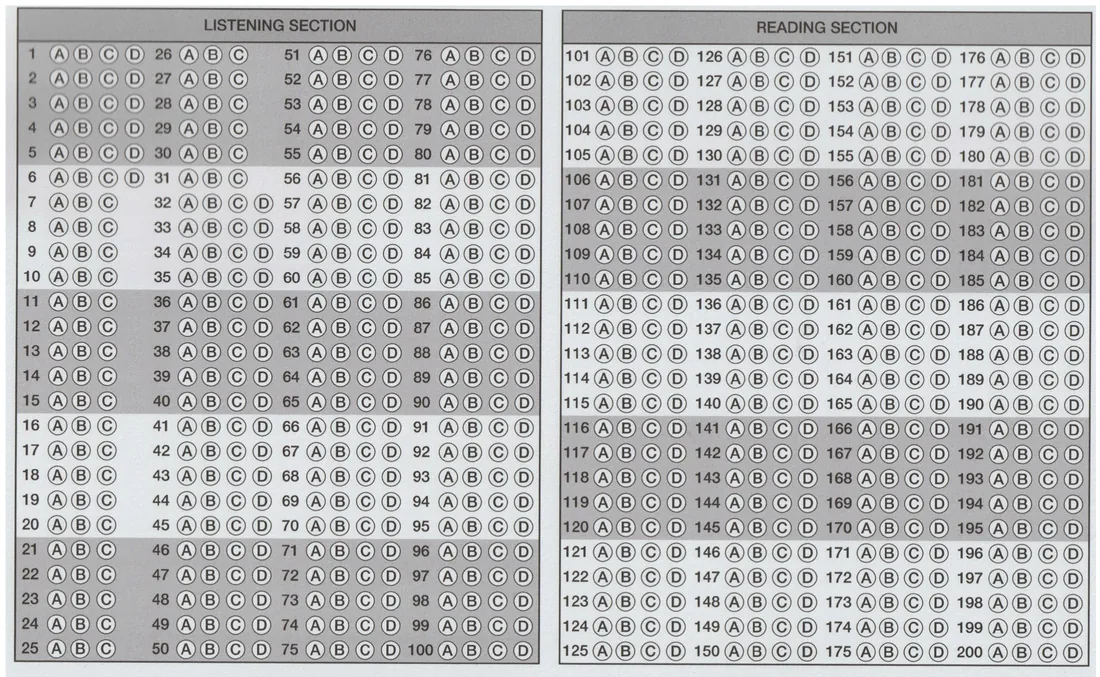 LISTENING SECTION
1 A B C D 26 A B C 51 A B C D 76 A B C D
2 A B C D 27 A B C 52 A B C D 77 A B C D
3 A B C D 28 A B C 53 A B C D 78 A B C D
4 A B C D 29 A B C 54 A B C D 79 A B C D
5 A B C D 30 A B C 55 A B C D 80 A B C D
6 A B C D 31 A B C 56 A B C D 81 A B C D
7 A B C 32 A B C D 57 A B C D 82 A B C D
8 A B C 33 A B C D 58 A B C D 83 A B C D
9 A B C 34 A B C D 59 A B C D 84 A B C D
10 A B C 35 A B C D 60 A B C D 85 A B C D
11 A B C 36 A B C D 61 A B C D 86 A B C D
12 A B C 37 A B C D 62 A B C D 87 A B C D
13 A B C 38 A B C D 63 A B C D 88 A B C D
14 A B C 39 A B C D 64 A B C D 89 A B C D
15 A B C 40 A B C D 65 A B C D 90 A B C D
16 A B C 41 A B C D 66 A B C D 91 A B C D
17 A B C 42 A B C D 67 A B C D 92 A B C D
18 A B C 43 A B C D 68 A B C D 93 A B C D
19 A B C 44 A B C D 69 A B C D 94 A B C D
20 A B C 45 A B C D 70 A B C D 95 A B C D
21 A B C 46 A B C D 71 A B C D 96 A B C D
22 A B C 47 A B C D 72 A B C D 97 A B C D
23 A B C 48 A B C D 73 A B C D 98 A B C D
24 A B C 49 A B C D 74 A B C D 99 A B C D
25 A B C 50 A B C D 75 A B C D 100 A B C D
READING SECTION
101 A B C D 126 A B C D 151 A B C D 176 A B C D
102 A B C D 127 A B C D 152 A B C D 177 A B C D
103 A B C D 128 A B C D 153 A B C D 178 A B C D
104 A B C D 129 A B C D 154 A B C D 179 A B C D
105 A B C D 130 A B C D 155 A B C D 180 A B C D
106 A B C D 131 A B C D 156 A B C D 181 A B C D
107 A B C D 132 A B C D 157 A B C D 182 A B C D
108 A B C D 133 A B C D 158 A B C D 183 A B C D
109 A B C D 134 A B C D 159 A B C D 184 A B C D
110 A B C D 135 A B C D 160 A B C D 185 A B C D
111 A B C D 136 A B C D 161 A B C D 186 A B C D
112 A B C D 137 A B C D 162 A B C D 187 A B C D
113 A B C D 138 A B C D 163 A B C D 188 A B C D
114 A B C D 139 A B C D 164 A B C D 189 A B C D
115 A B C D 140 A B C D 165 A B C D 190 A B C D
116 A B C D 141 A B C D 166 A B C D 191 A B C D
117 A B C D 142 A B C D 167 A B C D 192 A B C D
118 A B C D 143 A B C D 168 A B C D 193 A B C D
119 A B C D 144 A B C D 169 A B C D 194 A B C D
120 A B C D 145 A B C D 170 A B C D 195 A B C D
121 A B C D 146 A B C D 171 A B C D 196 A B C D
122 A B C D 147 A B C D 172 A B C D 197 A B C D
123 A B C D 148 A B C D 173 A B C D 198 A B C D
124 A B C D 149 A B C D 174 A B C D 199 A B C D
125 A B C D 150 A B C D 175 A B C D 200 A B C D